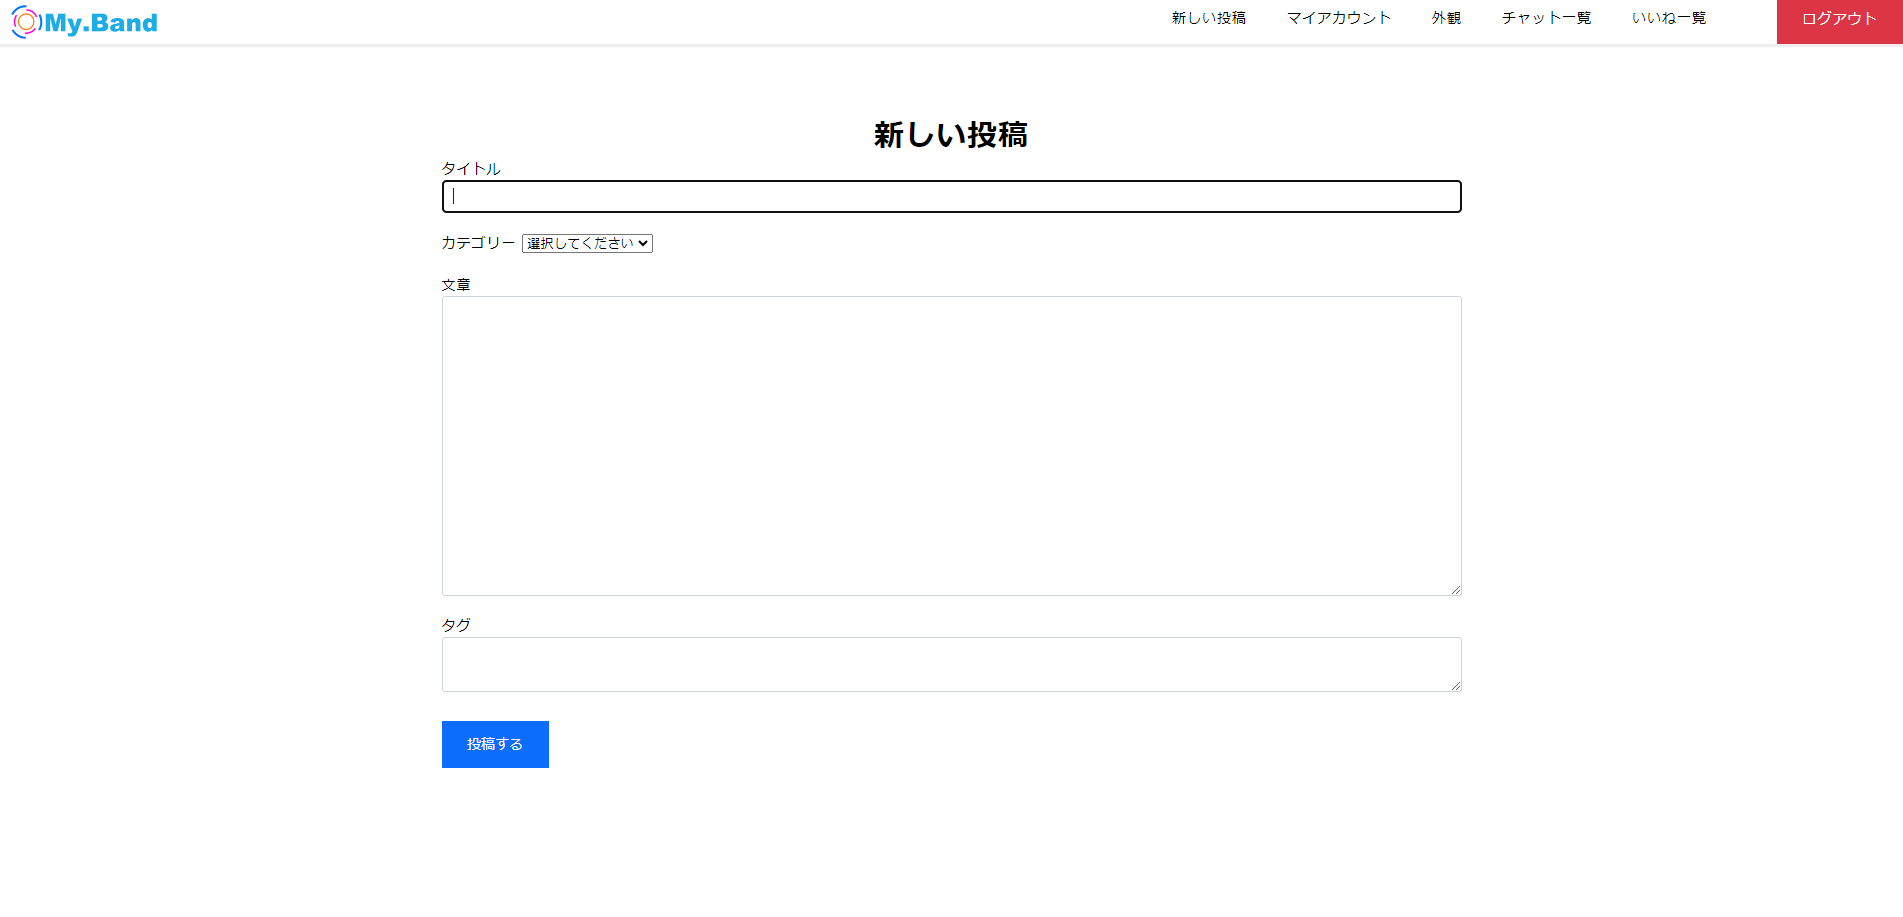 My.Band
新しい投稿 マイアカウント 外観 チャット一覧 いいね一覧 ログアウト
新しい投稿
タイトル
カテゴリー 選択してください
文章
タグ
投稿する